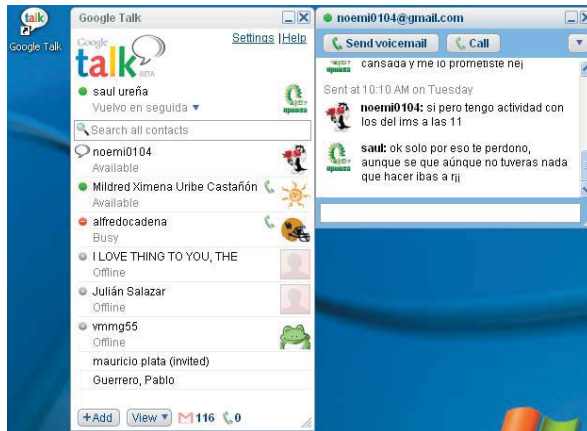 talk
Google Talk
Google Talk
Settings | Help
Google
talk
BETA
saul ureña
Vuelvo en seguida
upaasa
Search all contacts
noemi0104
Available
Mildred Ximena Uribe Castañón
Available
alfredocadena
Busy
I LOVE THING TO YOU, THE
Offline
Julián Salazar
Offline
vmmg55
Offline
mauricio plata (invited)
Guerrero, Pablo
+Add View 116 0
noemi0104@gmail.com
Send voicemail Call
cansada y me lo prometiste nej
Sent at 10:10 AM on Tuesday
noemi0104: si pero tengo actividad con
los del ims a las 11
saul: ok solo por eso te perdono,
aunque se que aúnque no tuveras nada
que hacer ibas a r¡¡